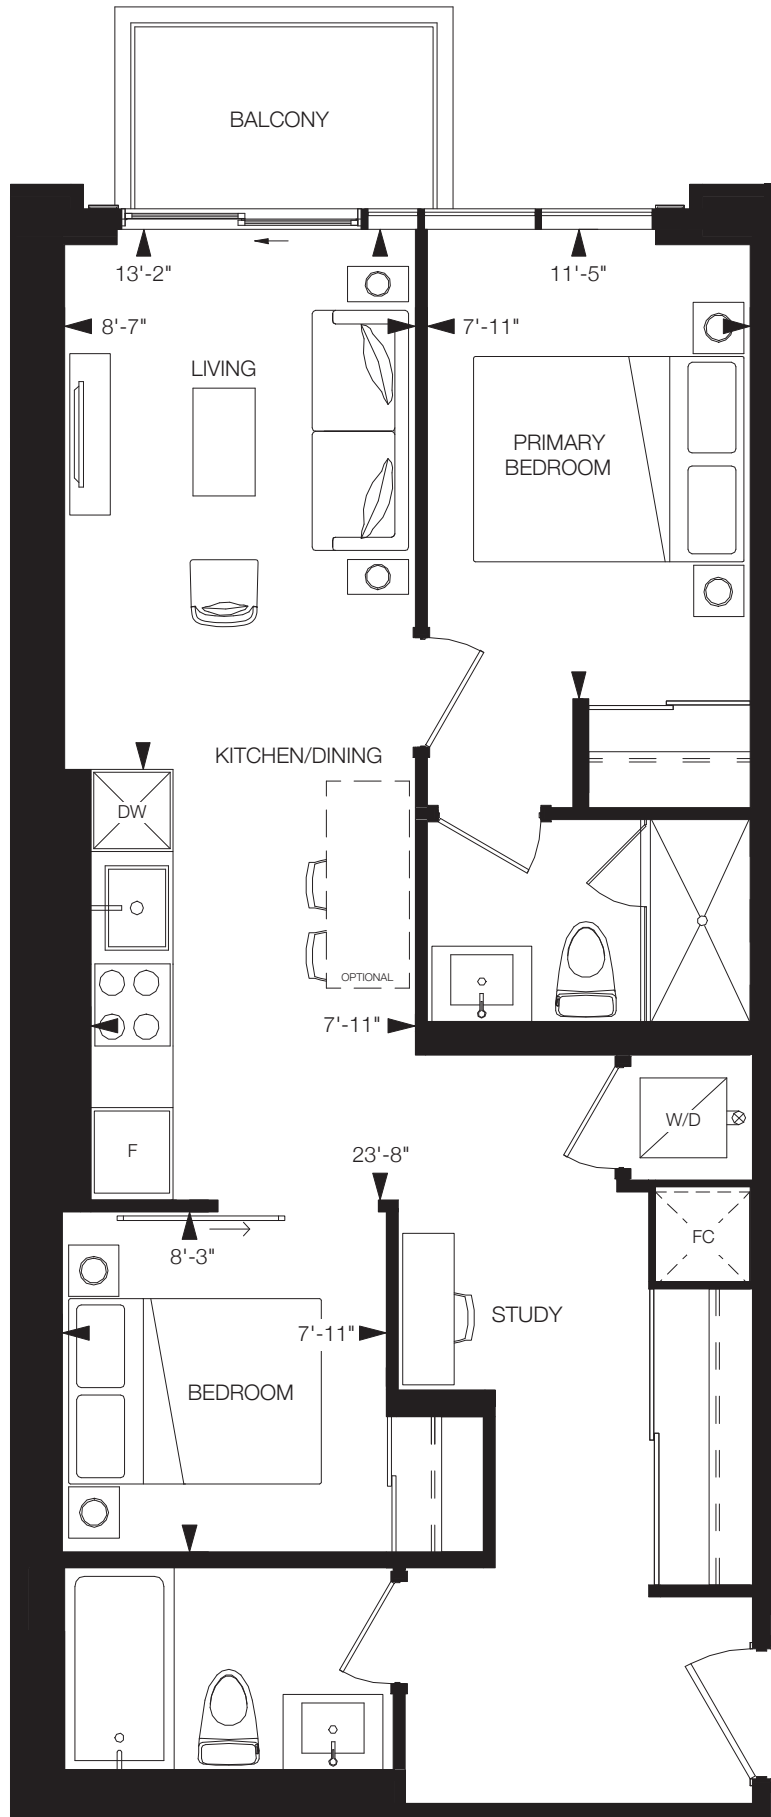 BALCONY
13'-2"
11'-5"
8'-7"
7'-11"
LIVING
PRIMARY
BEDROOM
KITCHEN/DINING
DW
OPTIONAL
7'-11"
W/D
F
23'-8"
8'-3"
FC
STUDY
7'-11"
BEDROOM